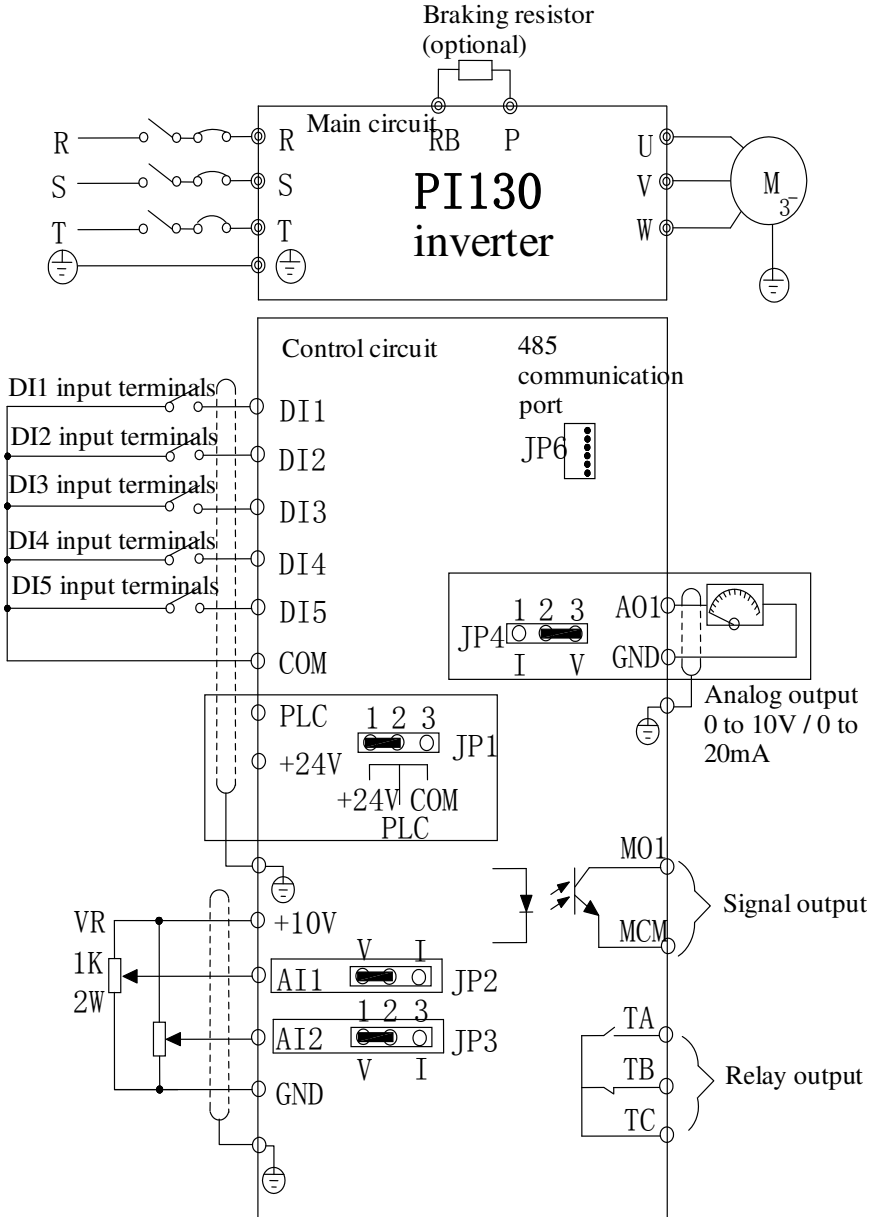 Braking resistor
(optional)
Main circuit
RB P
R R U
S S PI130 V M
3~
T T inverter W
Control circuit
485
communication
port
JP6
DI1 input terminals DI1
DI2 input terminals DI2
DI3 input terminals DI3
DI4 input terminals DI4
DI5 input terminals DI5
COM
1 2 3 AO1
JP4
I V GND
Analog output
0 to 10V / 0 to
20mA
PLC 1 2 3
+24V JP1
+24V COM
PLC
MO1
MCM
Signal output
VR +10V
1K
2W
V I
AI1 JP2
1 2 3
AI2 JP3
V I
GND
TA
TB
TC
Relay output